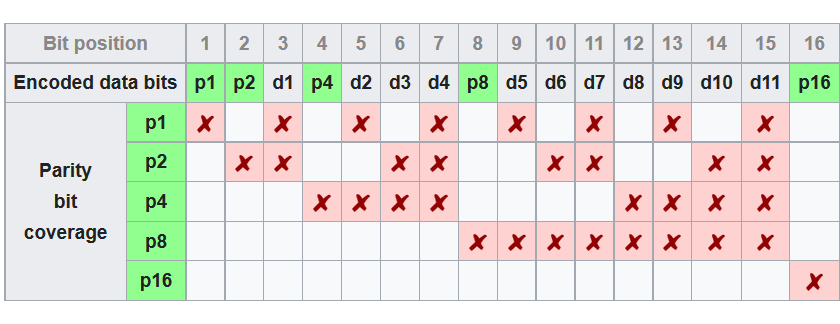 Bit position 1 2 3 4 5 6 7 8 9 10 11 12 13 14 15 16
Encoded data bits p1 p2 d1 p4 d2 d3 d4 p8 d5 d6 d7 d8 d9 d10 d11 p16
Parity bit coverage
p1 ✘ ✘ ✘ ✘ ✘ ✘ ✘ ✘
p2 ✘ ✘ ✘ ✘ ✘ ✘ ✘ ✘
p4 ✘ ✘ ✘ ✘ ✘ ✘ ✘ ✘
p8 ✘ ✘ ✘ ✘ ✘ ✘ ✘ ✘
p16 ✘